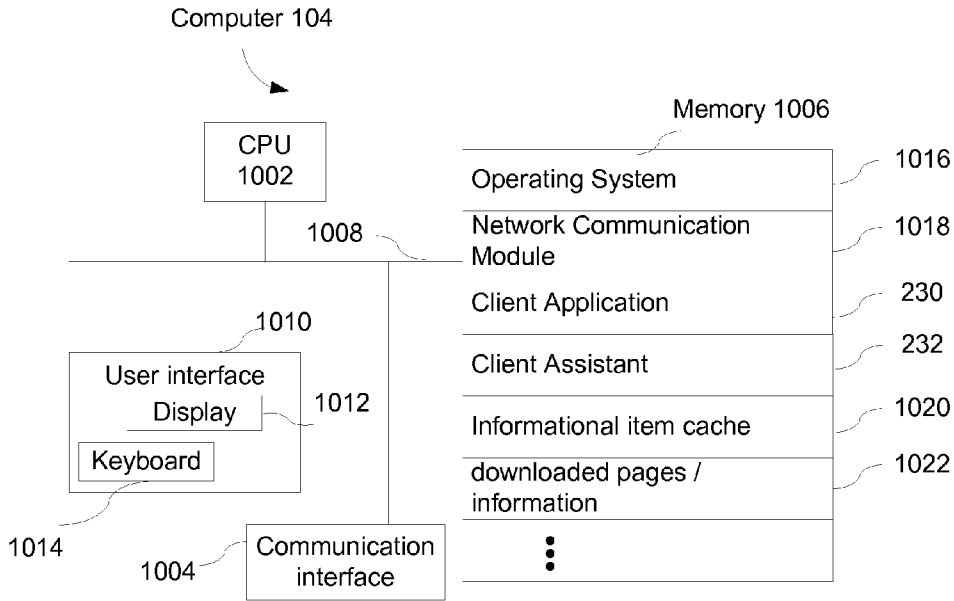 Computer 104
CPU
1002
Memory 1006
Operating System
1016
Network Communication
Module
1018
1008
Client Application
230
Client Assistant
232
Informational item cache
1020
downloaded pages /
information
1022
1010
User interface
Display
1012
Keyboard
1014
1004
Communication
interface